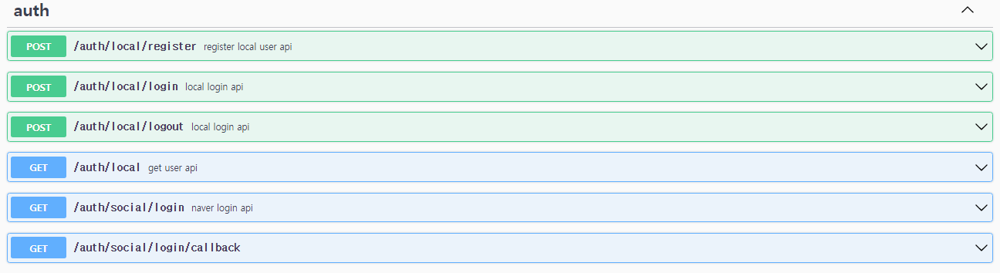 auth
POST /auth/local/register register local user api
POST /auth/local/login local login api
POST /auth/local/logout local login api
GET /auth/local get user api
GET /auth/social/login naver login api
GET /auth/social/login/callback